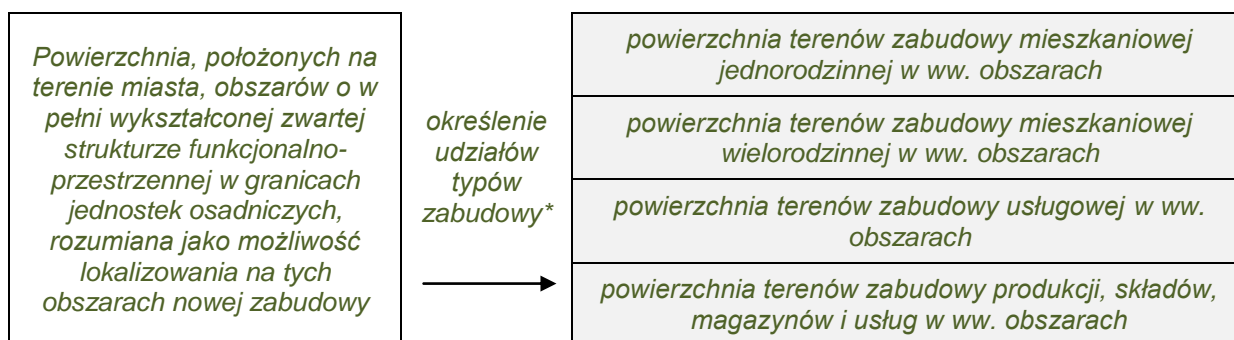 Powierzchnia, położonych na
terenie miasta, obszarów o w
pełni wykształconej zwartej
strukturze funkcjonalno-
przestrzennej w granicach
jednostek osadniczych,
rozumiana jako możliwość
lokalizowania na tych
obszarach nowej zabudowy
określenie
udziałów
typów
zabudowy*
powierzchnia terenów zabudowy mieszkaniowej
jednorodzinnej w ww. obszarach
powierzchnia terenów zabudowy mieszkaniowej
wielorodzinnej w ww. obszarach
powierzchnia terenów zabudowy usługowej w ww.
obszarach
powierzchnia terenów zabudowy produkcji, składów,
magazynów i usług w ww. obszarach